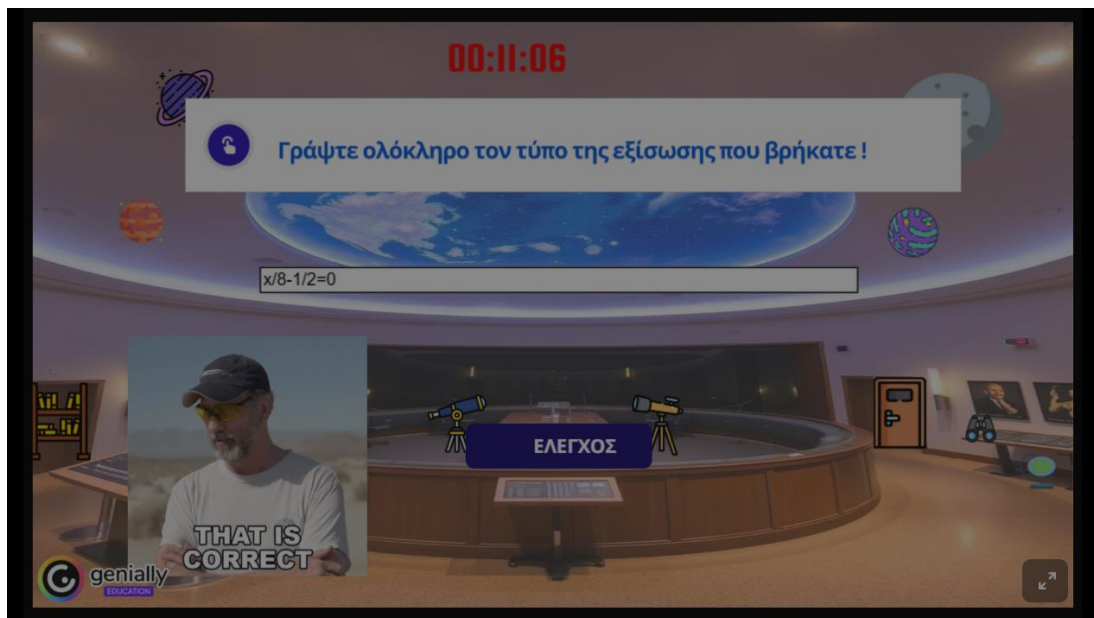 00:11:06
Γράψτε ολόκληρο τον τύπο της εξίσωσης που βρήκατε !
x/8-1/2=0
ΕΛΕΓΧΟΣ
THAT IS
CORRECT
genially
EDUCATION